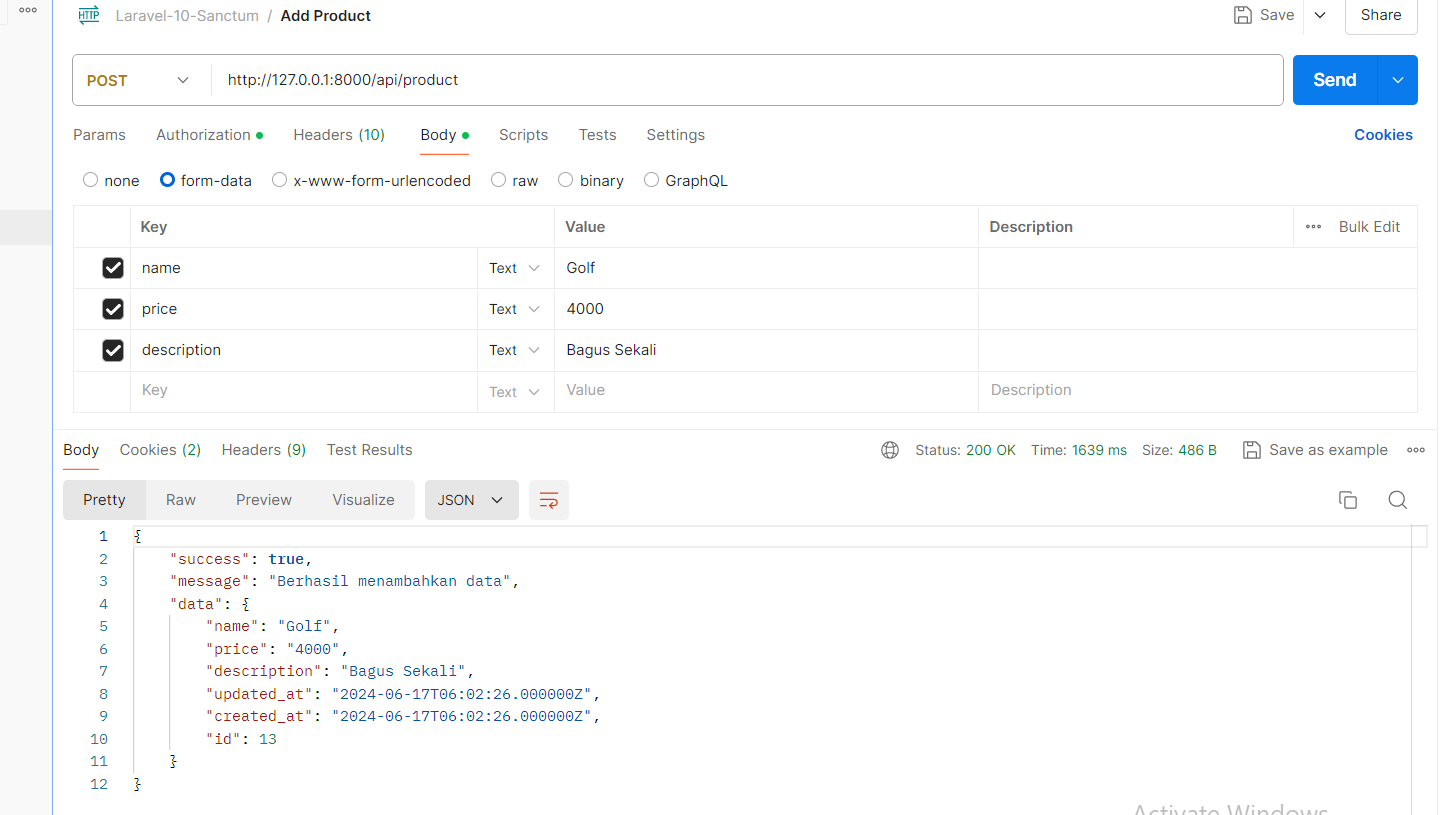 HTTP Laravel-10-Sanctum / Add Product Save Share
POST http://127.0.0.1:8000/api/product Send
Params Authorization Headers (10) Body Scripts Tests Settings Cookies
none form-data x-www-form-urlencoded raw binary GraphQL
Key Value Description Bulk Edit
name Text Golf
price Text 4000
description Text Bagus Sekali
Key Text Value Description
Body Cookies (2) Headers (9) Test Results Status: 200 OK Time: 1639 ms Size: 486 B Save as example
Pretty Raw Preview Visualize JSON
1 {
2 "success": true,
3 "message": "Berhasil menambahkan data",
4 "data": {
5 "name": "Golf",
6 "price": "4000",
7 "description": "Bagus Sekali",
8 "updated_at": "2024-06-17T06:02:26.000000Z",
9 "created_at": "2024-06-17T06:02:26.000000Z",
10 "id": 13
11 }
12 }
Activate Windows